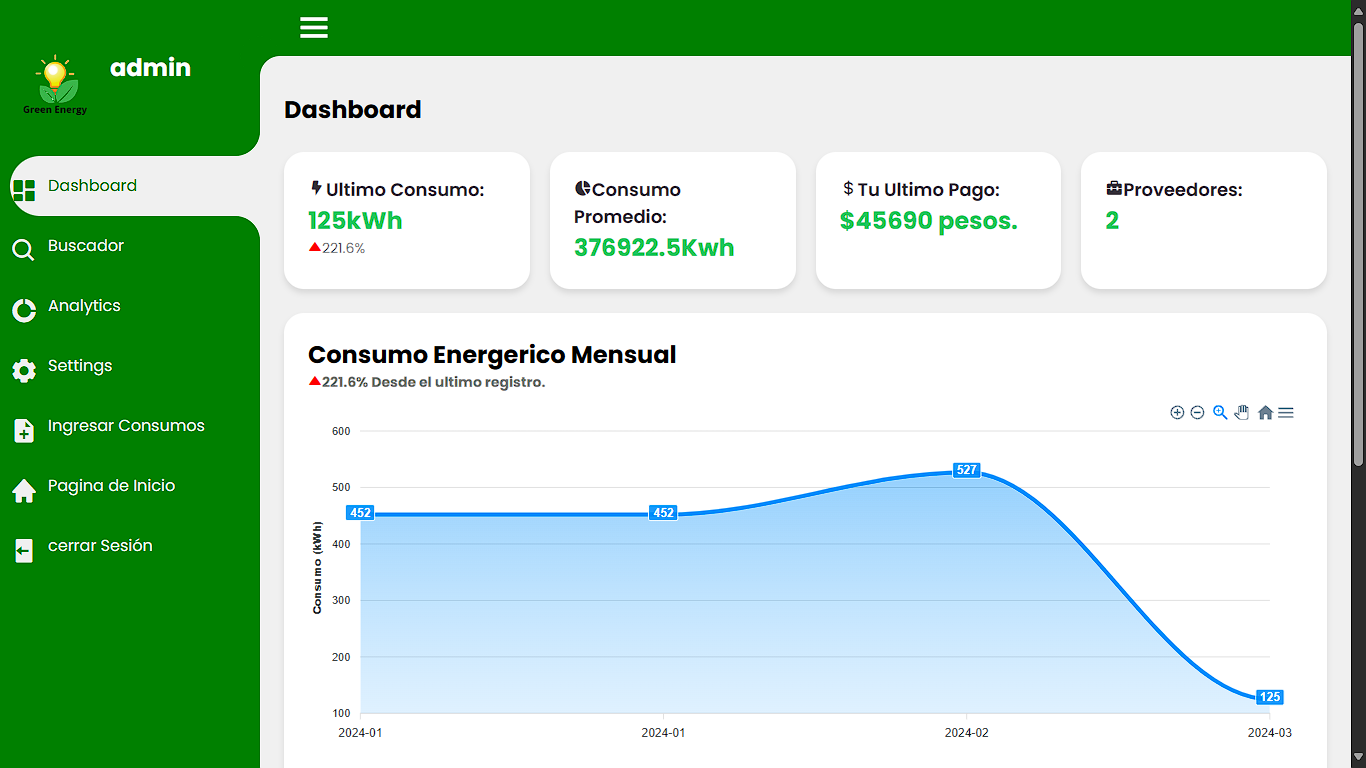 Green Energy
admin
Dashboard
Buscador
Analytics
Settings
Ingresar Consumos
Pagina de Inicio
cerrar Sesión
Dashboard
Ultimo Consumo:
125kWh
221.6%
Consumo
Promedio:
376922.5Kwh
$ Tu Ultimo Pago:
$45690 pesos.
Proveedores:
2
Consumo Energerico Mensual
221.6% Desde el ultimo registro.
Consumo (kWh)
600
500
400
300
200
100
452
452
527
125
2024-01
2024-01
2024-02
2024-03